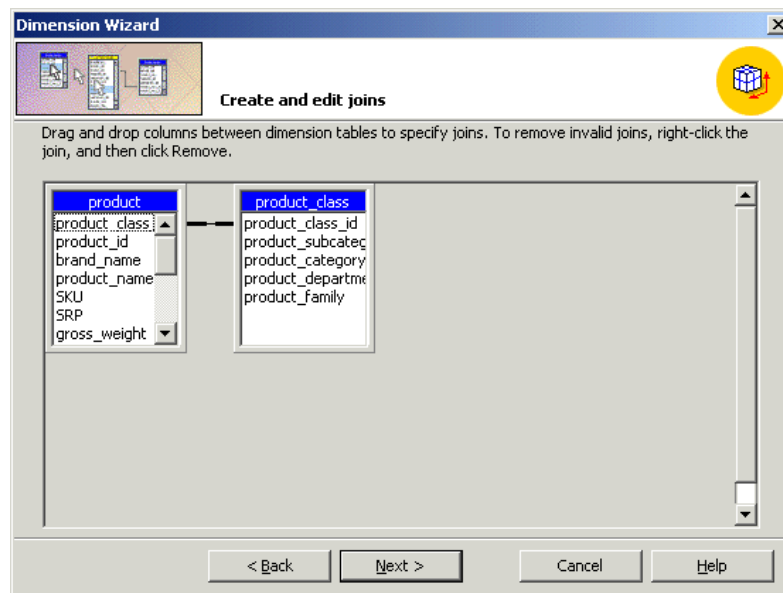 Dimension Wizard
Create and edit joins
Drag and drop columns between dimension tables to specify joins. To remove invalid joins, right-click the
join, and then click Remove.
product
product_class
product_id
brand_name
product_name
SKU
SRP
gross_weight
product_class
product_class_id
product_subcateg
product_category
product_departme
product_family
< Back
Next >
Cancel
Help